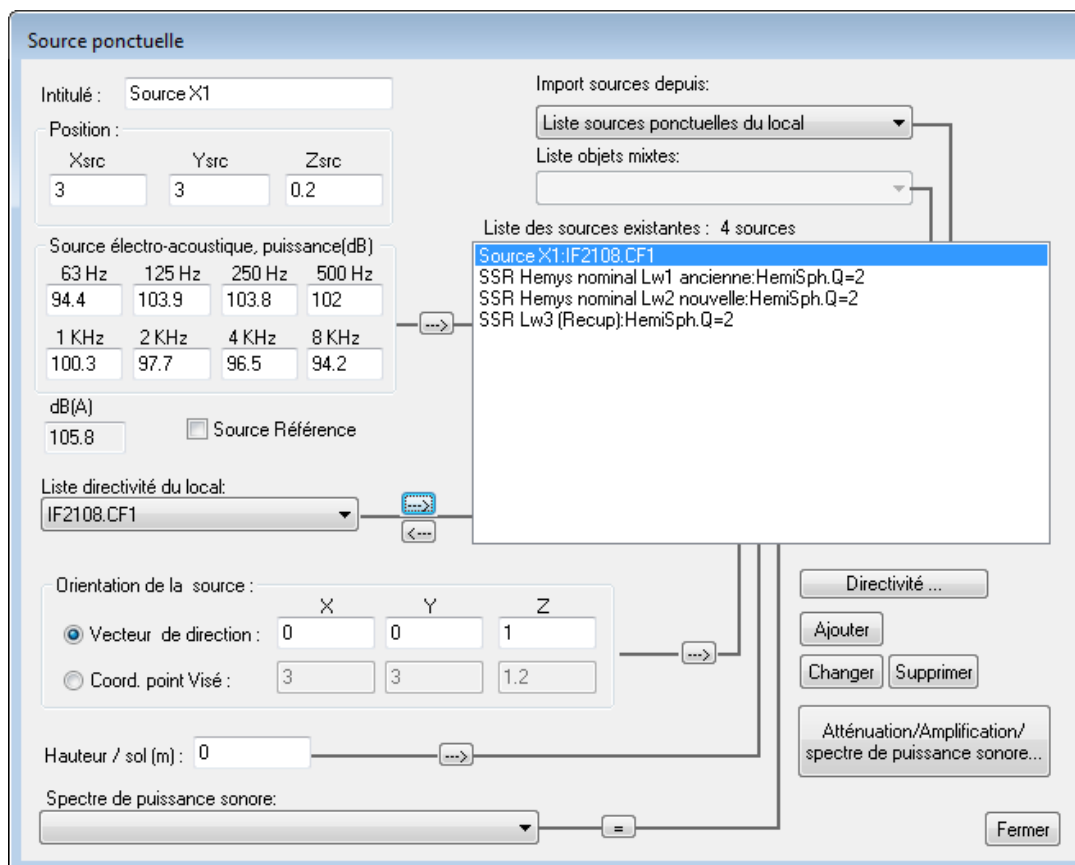 Source ponctuelle
Intitulé : Source X1
Import sources depuis:
Liste sources ponctuelles du local
Liste objets mixtes:
Position :
Xsrc Ysrc Zsrc
3 3 0.2
Liste des sources existantes : 4 sources
Source X1:IF2108.CF1
SSR Hemys nominal Lw1 ancienne:HemiSph.Q=2
SSR Hemys nominal Lw2 nouvelle:HemiSph.Q=2
SSR Lw3 (Recup):HemiSph.Q=2
Source électro-acoustique, puissance(dB)
63 Hz 125 Hz 250 Hz 500 Hz
94.4 103.9 103.8 102
--->
1 KHz 2 KHz 4 KHz 8 KHz
100.3 97.7 96.5 94.2
dB(A)
105.8
Source Référence
Liste directivité du local:
IF2108.CF1
--->
<---
Orientation de la source :
X Y Z
Vecteur de direction : 0 0 1
--->
Coord. point Visé : 3 3 1.2
Directivité ...
Ajouter
Changer Supprimer
Atténuation/Amplification/
spectre de puissance sonore...
Hauteur / sol (m) : 0
--->
Spectre de puissance sonore:
=
Fermer